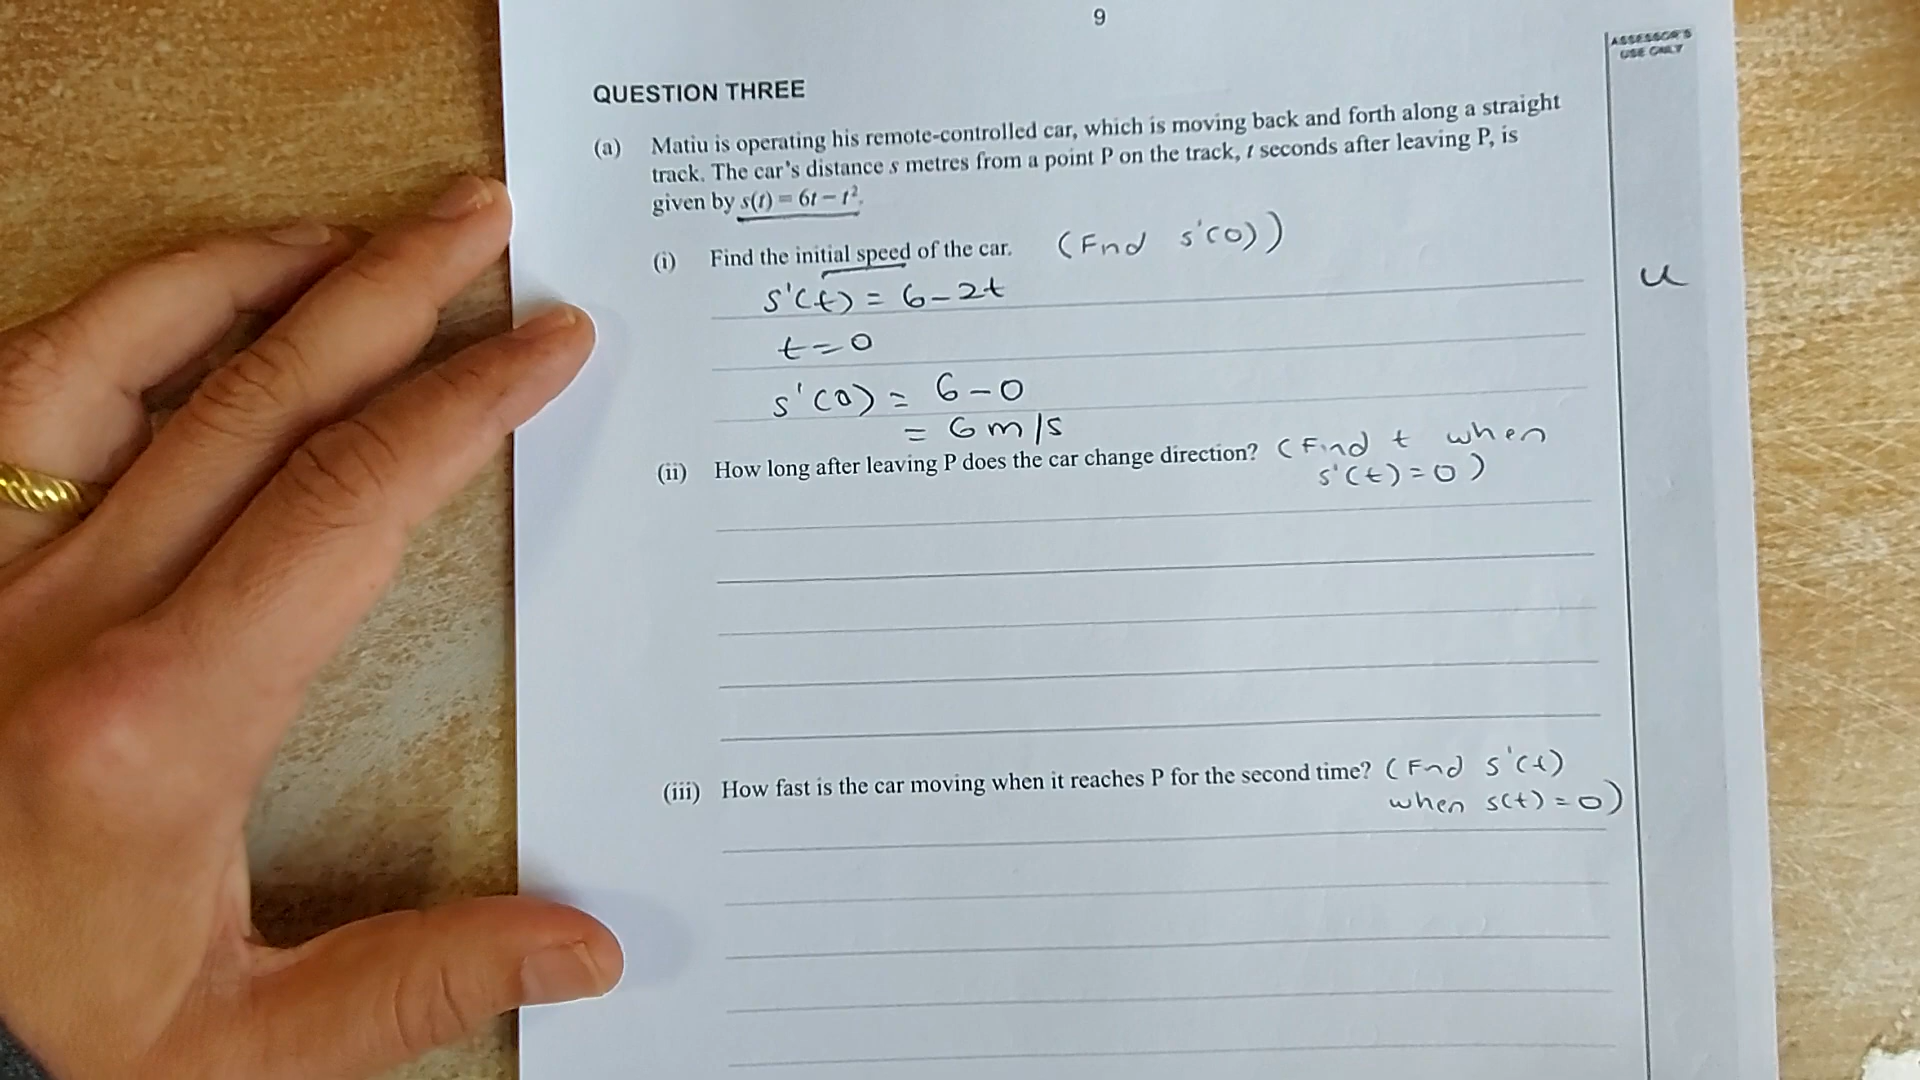 9
ASSESSOR'S
USE ONLY
QUESTION THREE
(a) Matiu is operating his remote-controlled car, which is moving back and forth along a straight
track. The car's distance s metres from a point P on the track, t seconds after leaving P, is
given by s(t) = 6t – t².
(i) Find the initial speed of the car. (Find s'(0))
u
s'(t) = 6 - 2t
t = 0
s'(0) = 6 - 0
= 6 m/s
(ii) How long after leaving P does the car change direction? (Find t when
s'(t) = 0)
(iii) How fast is the car moving when it reaches P for the second time? (Find s'(t)
when s(t) = 0)